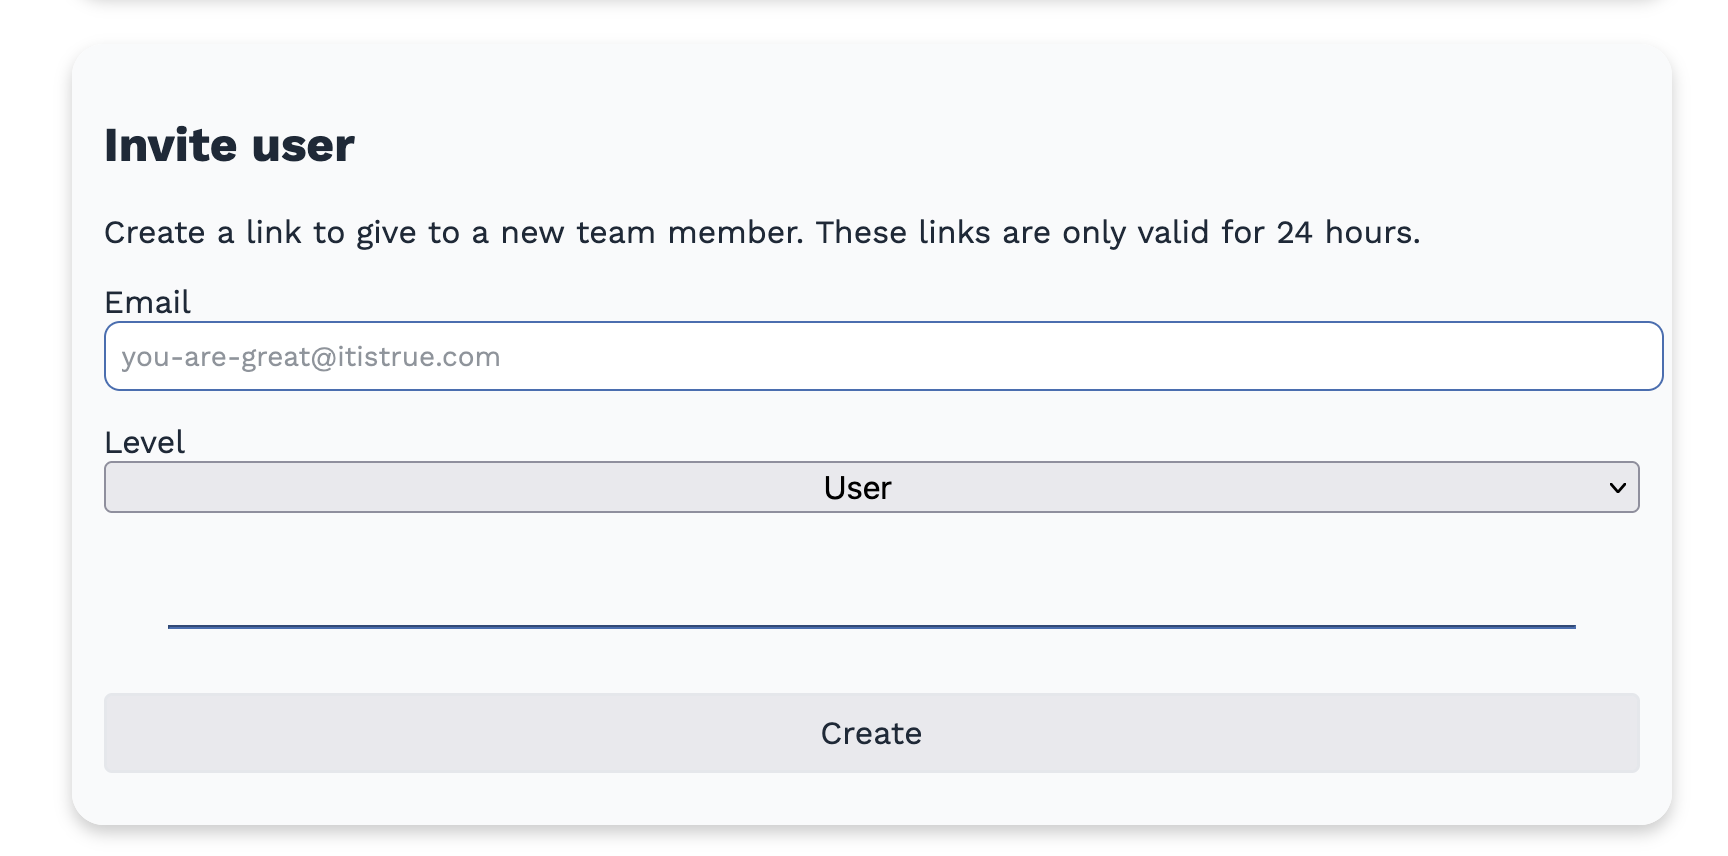 Invite user
Create a link to give to a new team member. These links are only valid for 24 hours.
Email
you-are-great@itistrue.com
Level
User
Create